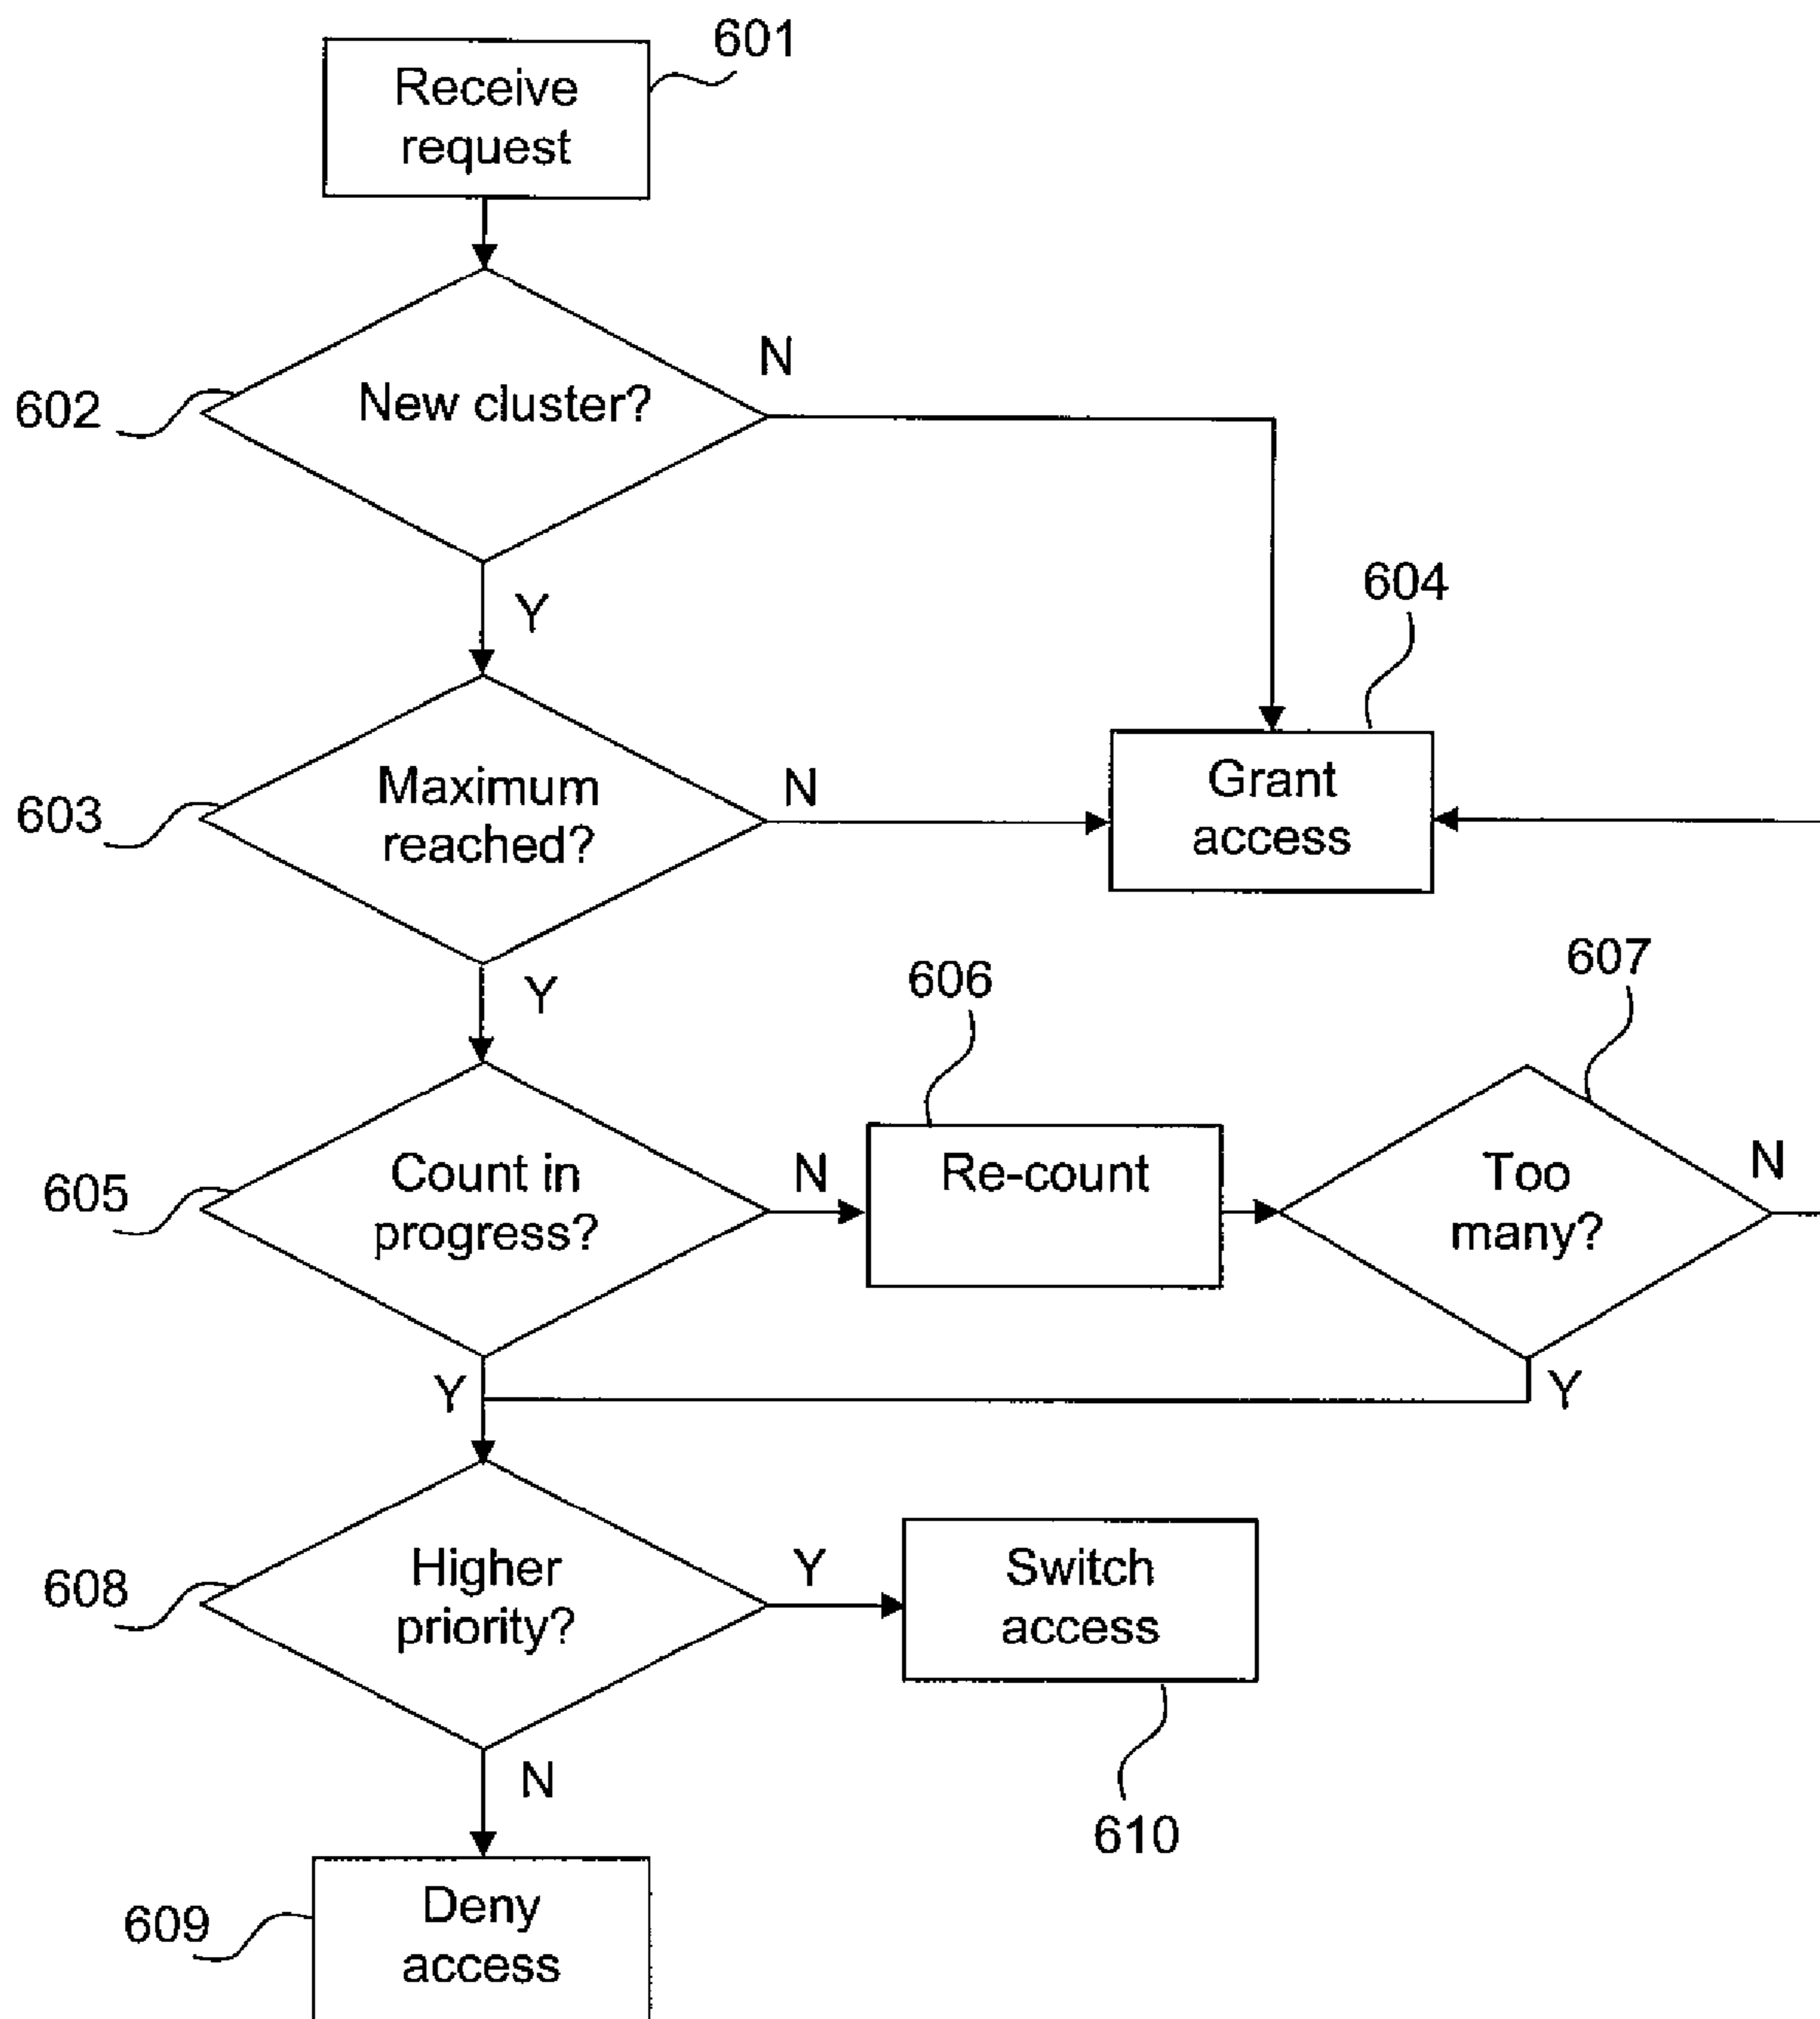 601
Receive
request
602
New cluster?
N
Y
604
603
Maximum
reached?
N
Grant
access
Y
606
607
605
Count in
progress?
N
Re-count
Too
many?
N
Y
Y
608
Higher
priority?
Y
Switch
access
N
610
609
Deny
access